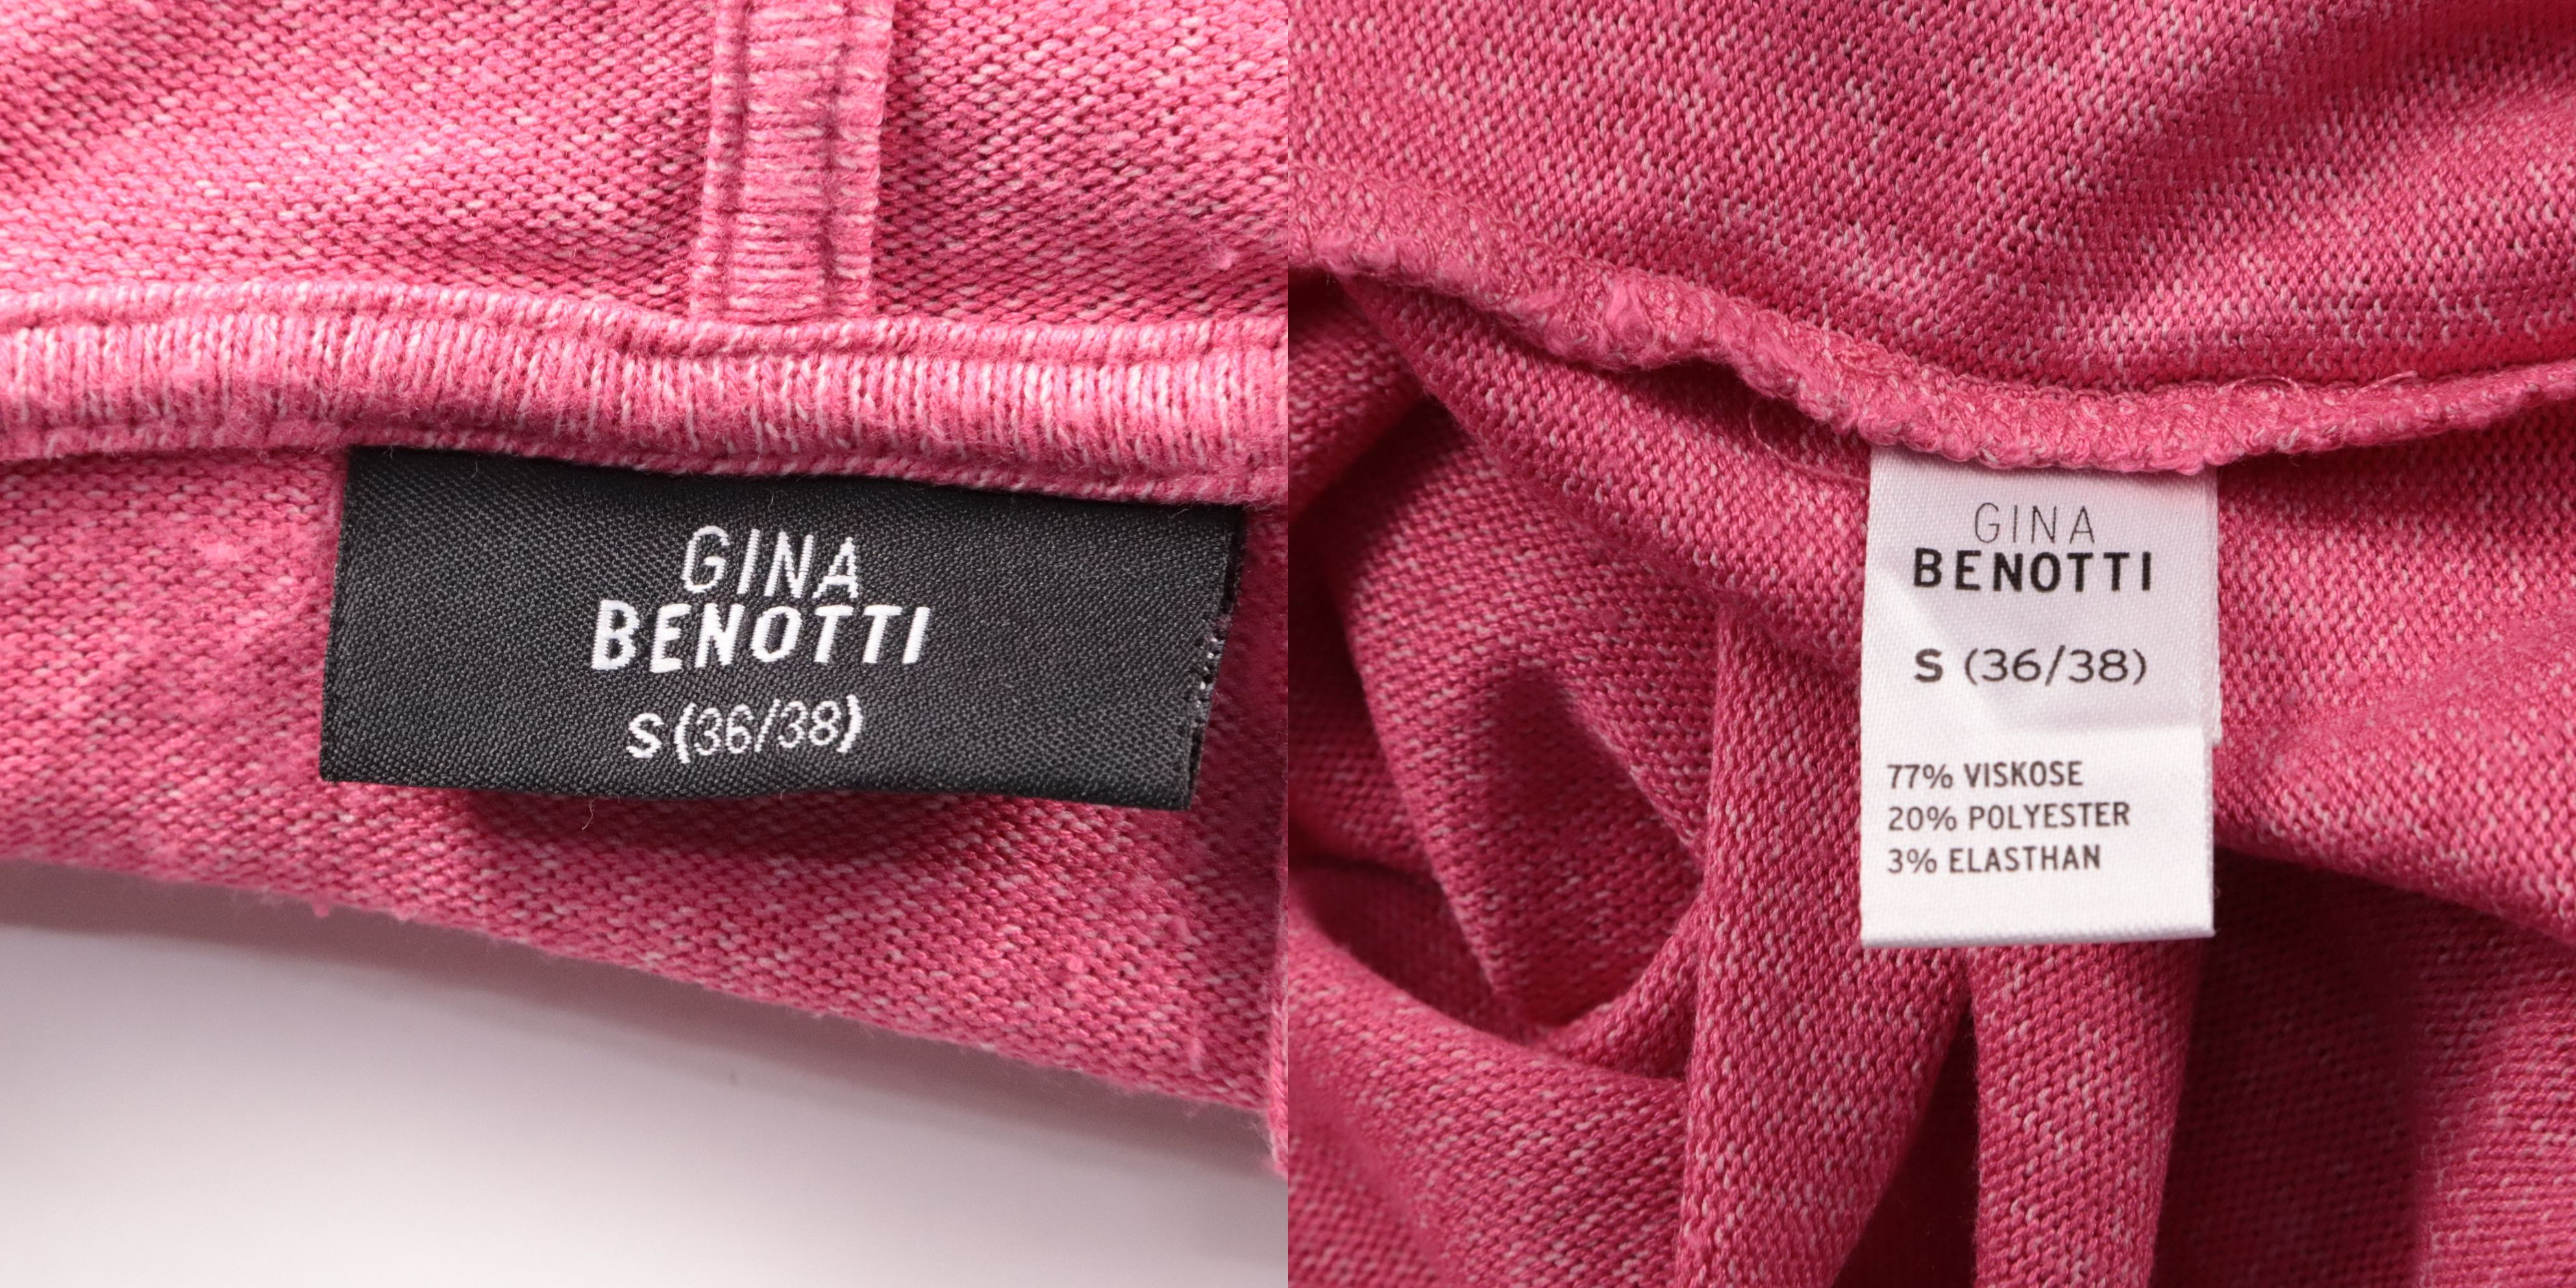 GINA
BENOTTI
S (36/38)
GINA
BENOTTI
S (36/38)
77% VISKOSE
20% POLYESTER
3% ELASTHAN